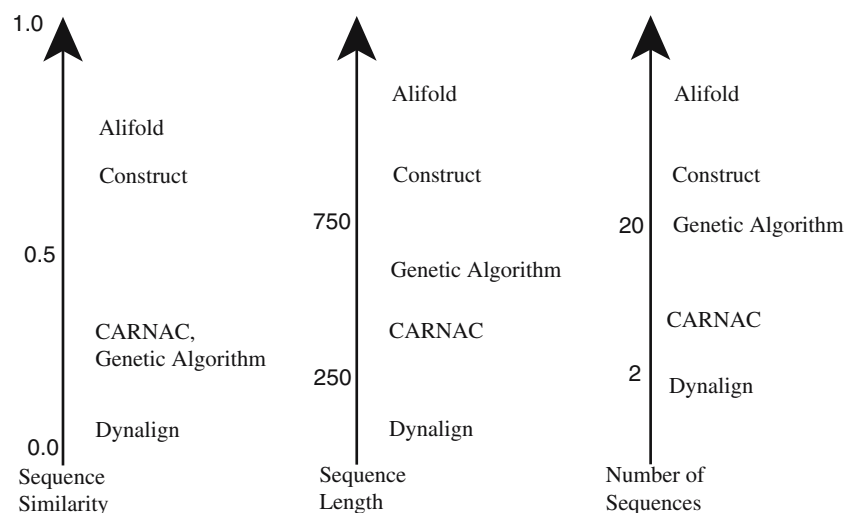 1.0
Alifold
Construct
0.5
CARNAC,
Genetic Algorithm
Dynalign
0.0
Sequence
Similarity
Alifold
Construct
750
Genetic Algorithm
CARNAC
250
Dynalign
Sequence
Length
Alifold
Construct
20
Genetic Algorithm
CARNAC
2
Dynalign
Number of
Sequences